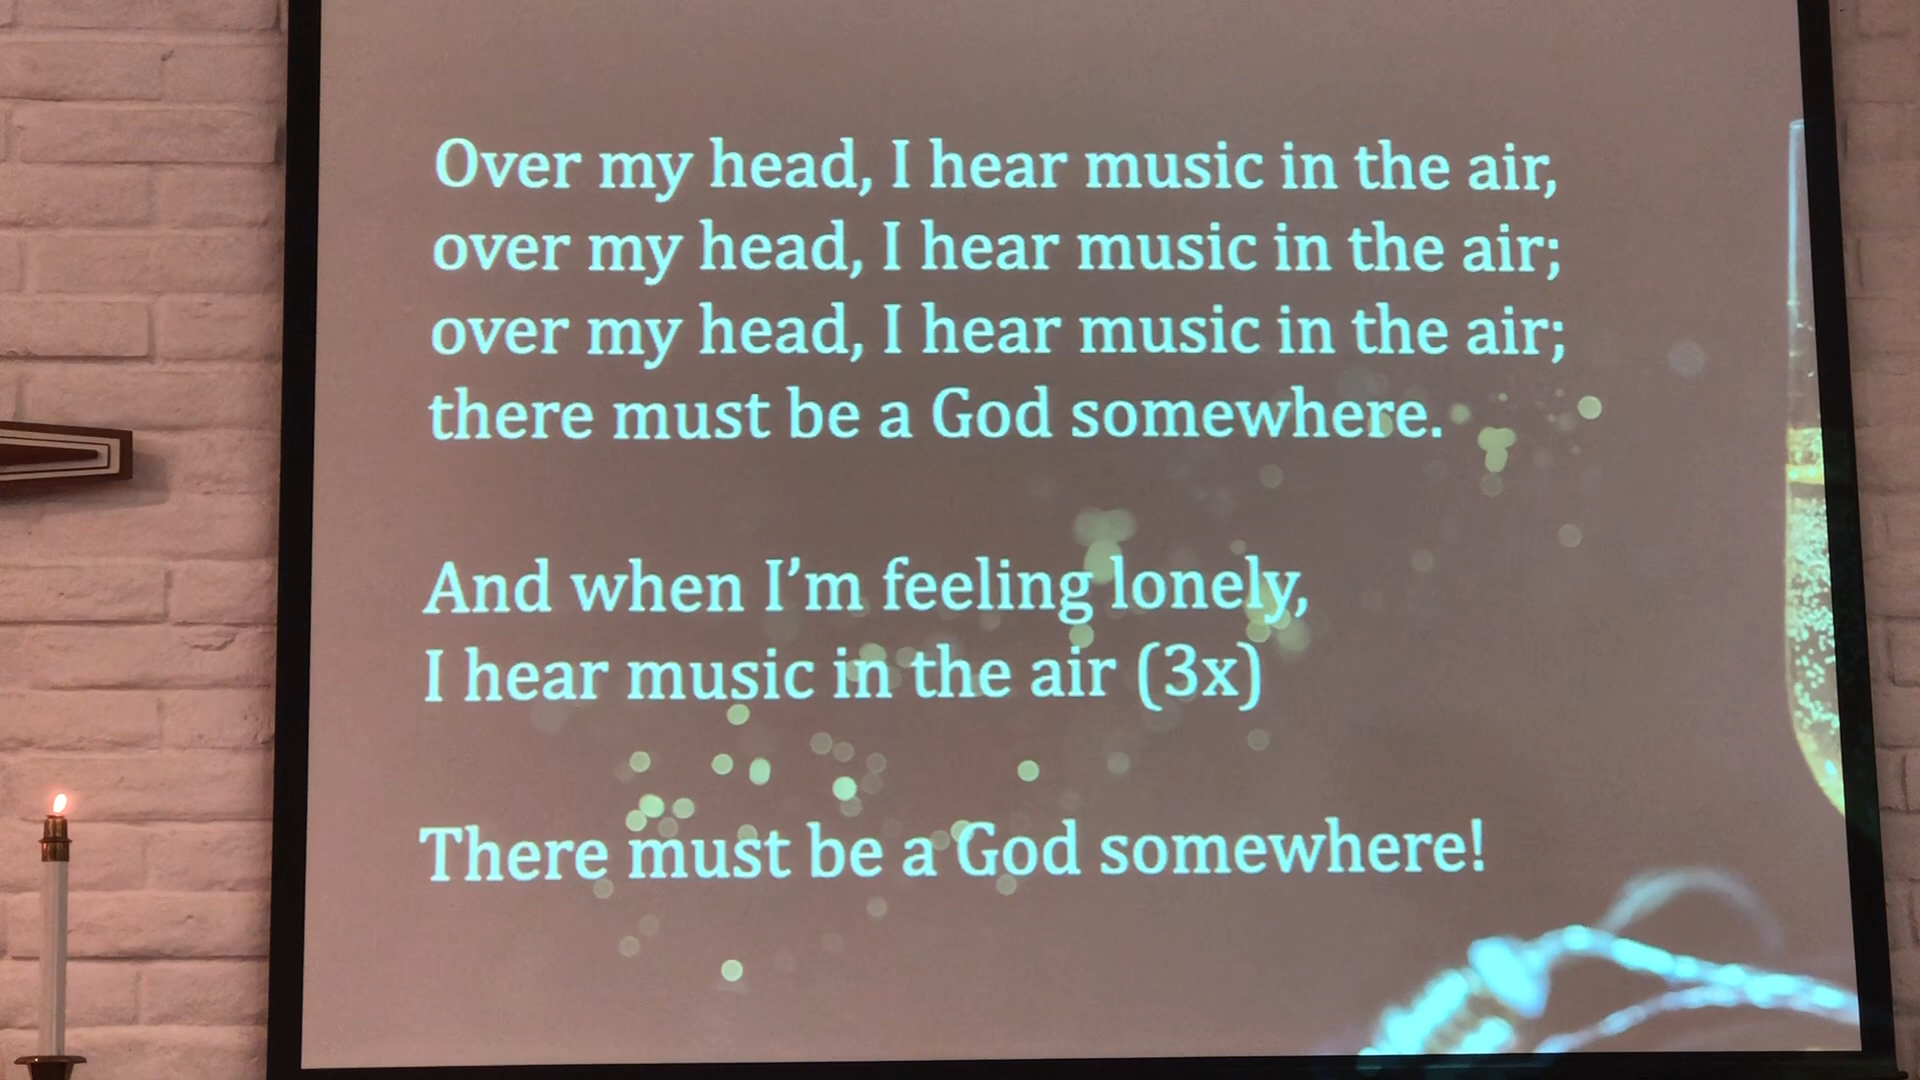 Over my head, I hear music in the air,
over my head, I hear music in the air;
over my head, I hear music in the air;
there must be a God somewhere.
And when I’m feeling lonely,
I hear music in the air (3x)
There must be a God somewhere!